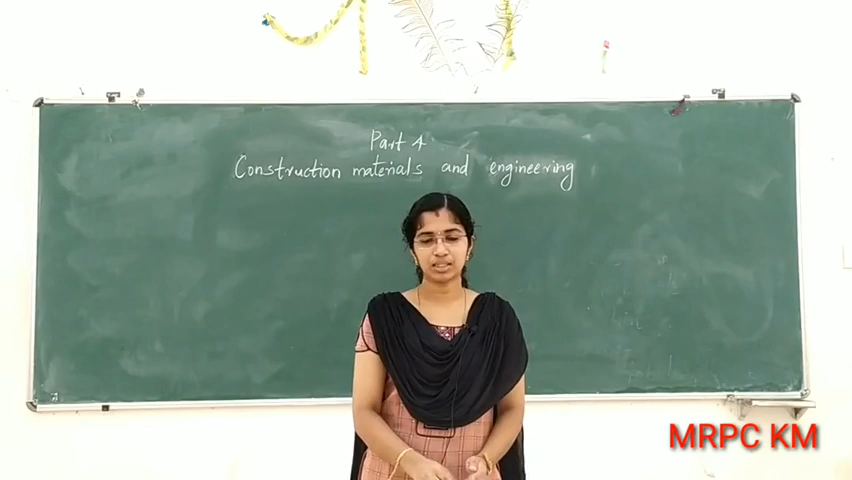 Part 4
Construction materials and engineering
MRPC KM